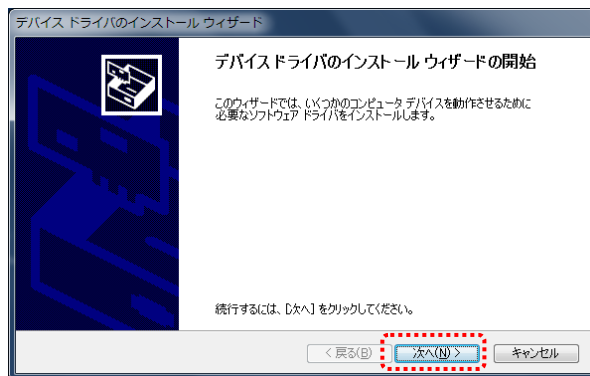 デバイス ドライバのインストール ウィザード
デバイス ドライバのインストール ウィザードの開始
このウィザードでは、いくつかのコンピュータ デバイスを動作させるために
必要なソフトウェア ドライバをインストールします。
続行するには、[次へ] をクリックしてください。
< 戻る(B) 次へ(N) > キャンセル